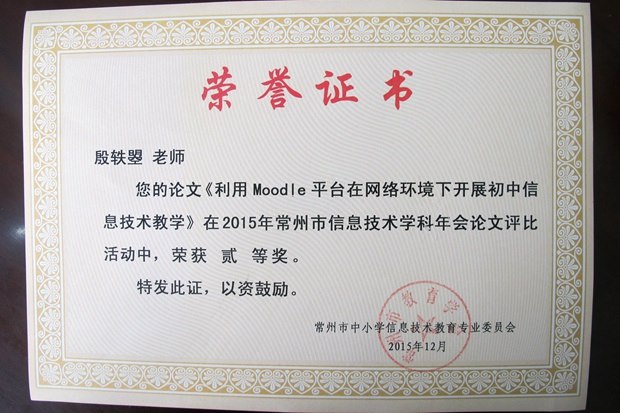 荣誉证书
殷轶曌 老师
您的论文《利用Moodle平台在网络环境下开展初中信
息技术教学》在2015年常州市信息技术学科年会论文评比
活动中，荣获 贰 等奖。
特发此证，以资鼓励。
常州市中小学信息技术教育专业委员会
2015年12月